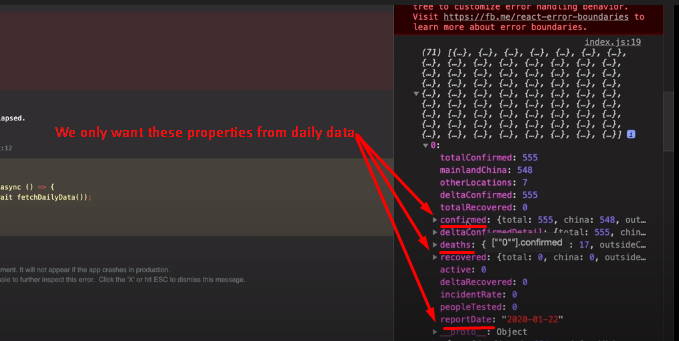 tree to customize error handling behavior.
Visit https://fb.me/react-error-boundaries to
learn more about error boundaries.
index.js:19
(71) [{…}, {…}, {…}, {…}, {…}, {…}, {…},
{…}, {…}, {…}, {…}, {…}, {…}, {…}, {…},
{…}, {…}, {…}, {…}, {…}, {…}, {…}, {…},
{…}, {…}, {…}, {…}, {…}, {…}, {…}, {…},
{…}, {…}, {…}, {…}, {…}, {…}, {…}, {…},
{…}, {…}, {…}, {…}, {…}, {…}, {…}, {…},
{…}, {…}, {…}, {…}, {…}, {…}, {…}, {…},
{…}, {…}, {…}, {…}, {…}, {…}, {…}, {…},
{…}, {…}, {…}, {…}, {…}, {…}, {…}, {…}] i
lapsed.
We only want these properties from daily data
:12
async () => {
ait fetchDailyData());
ment. It will not appear if the app crashes in production.
ole to further inspect this error. Click the 'X' or hit ESC to dismiss this message.
▼0:
totalConfirmed: 555
mainlandChina: 548
otherLocations: 7
deltaConfirmed: 555
totalRecovered: 0
▶ confirmed: {total: 555, china: 548, out…
▶ deltaConfirmedDetail: {total: 555, chin…
▶ deaths: { : 17, outsideC…
[""0""].confirmed
▶ recovered: {total: 0, china: 0, outside…
active: 0
deltaRecovered: 0
incidentRate: 0
peopleTested: 0
reportDate: "2020-01-22"
▶ __proto__: Object